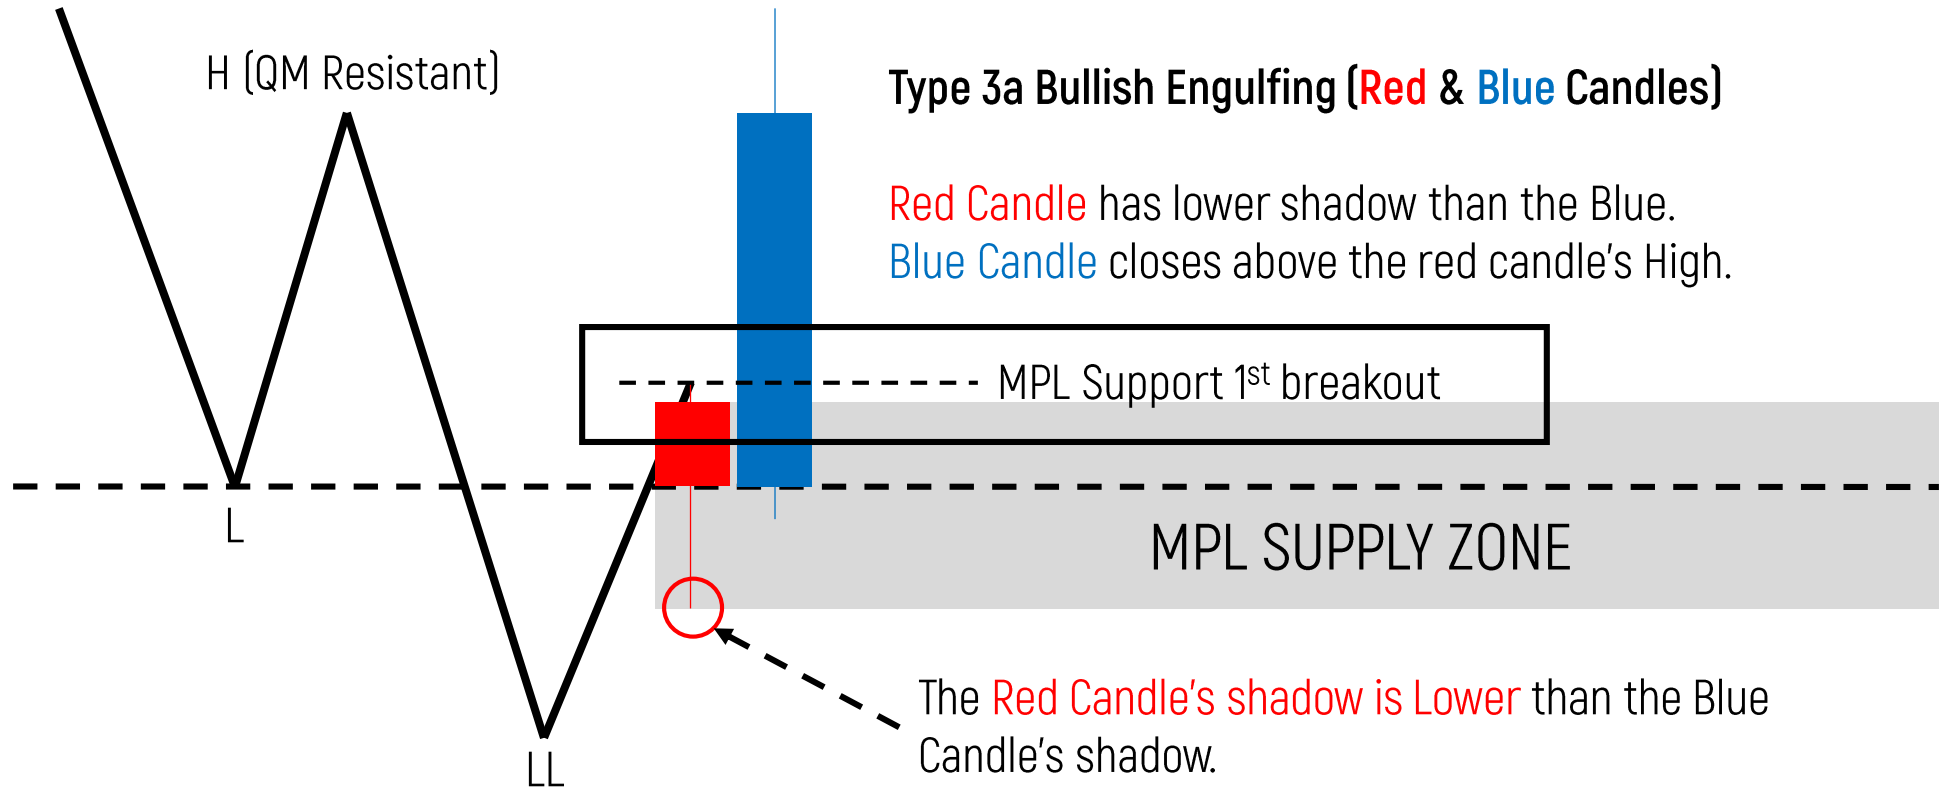 H (QM Resistant)
Type 3a Bullish Engulfing (Red & Blue Candles)
Red Candle has lower shadow than the Blue.
Blue Candle closes above the red candle's High.
MPL Support 1st breakout
L
MPL SUPPLY ZONE
The Red Candle's shadow is Lower than the Blue
Candle's shadow.
LL